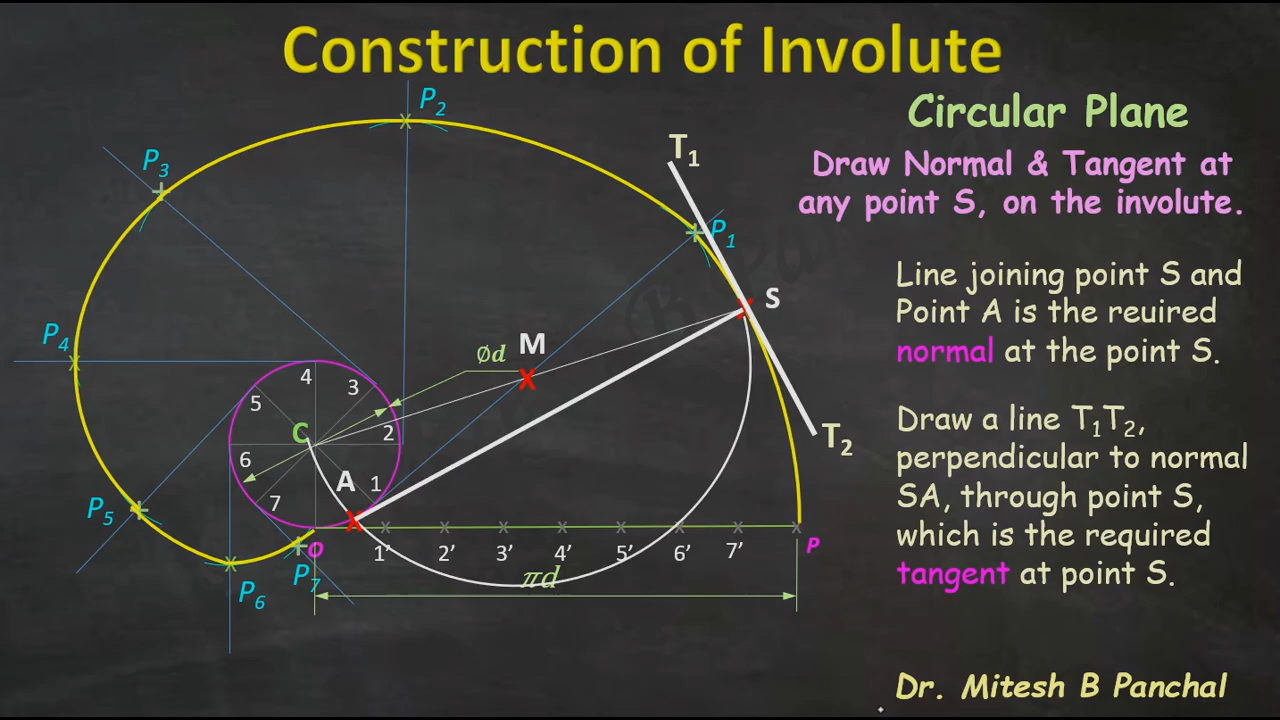 Construction of Involute
Circular Plane
Draw Normal & Tangent at
any point S, on the involute.
Line joining point S and
Point A is the reuired
normal at the point S.
Draw a line T₁T₂,
perpendicular to normal
SA, through point S,
which is the required
tangent at point S.
Dr. Mitesh B Panchal
P₂
T₁
P₃
P₁
S
P₄
M
Ød
4
3
5
C
2
6
A
1
7
P₅
O
1’ 2’ 3’ 4’ 5’ 6’ 7’
P
P₇
P₆
πd
T₂